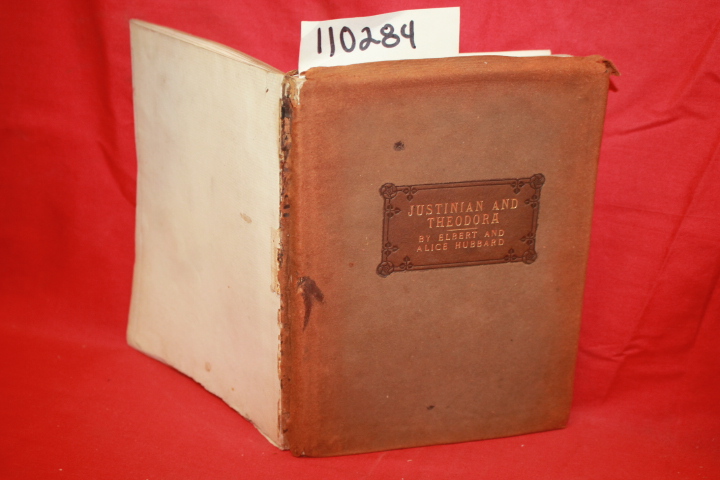 110284
JUSTINIAN AND
THEODORA
BY ELBERT AND
ALICE HUBBARD